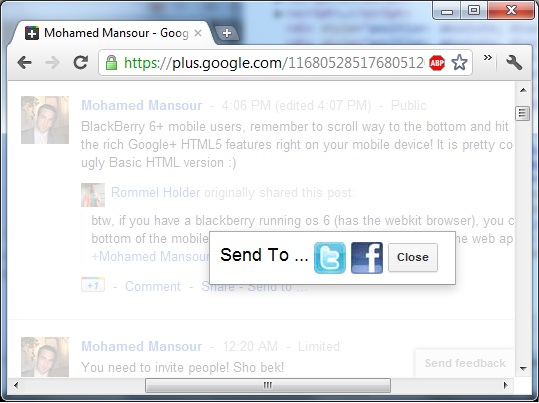 Mohamed Mansour - Goog
https://plus.google.com/11680528517680512
ABP
Mohamed Mansour - 4:06 PM (edited 4:07 PM) - Public
BlackBerry 6+ mobile users, remember to scroll way to the bottom and hit
the rich Google+ HTML5 features right on your mobile device! It is pretty co
ugly Basic HTML version :)
Rommel Holder originally shared this post:
btw, if you have a blackberry running os 6 (has the webkit browser), you c
bottom of the mobile
the web ap
+Mohamed Mansour
Send To ...
Close
+1 - Comment - Share - Send to ...
Mohamed Mansour - 12:20 AM - Limited
You need to invite people! Sho bek!
Send feedback